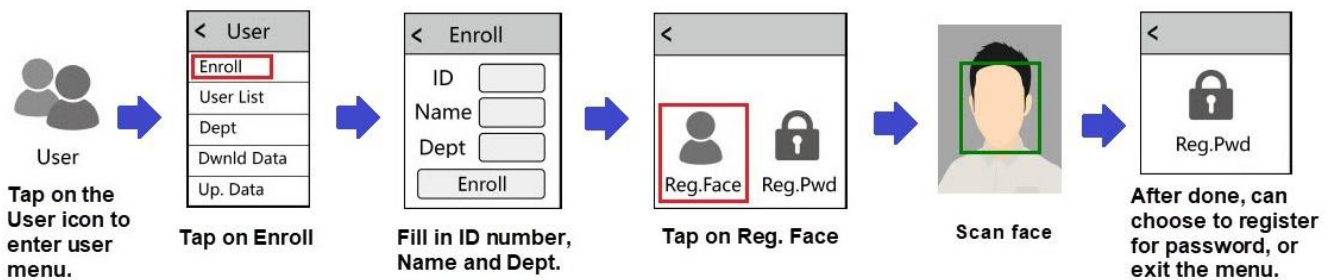 User
Tap on the
User icon to
enter user
menu.
< User
Enroll
User List
Dept
Dwnld Data
Up. Data
Tap on Enroll
< Enroll
ID
Name
Dept
Enroll
Fill in ID number,
Name and Dept.
<
Reg.Face Reg.Pwd
Tap on Reg. Face
Scan face
<
Reg.Pwd
After done, can
choose to register
for password, or
exit the menu.